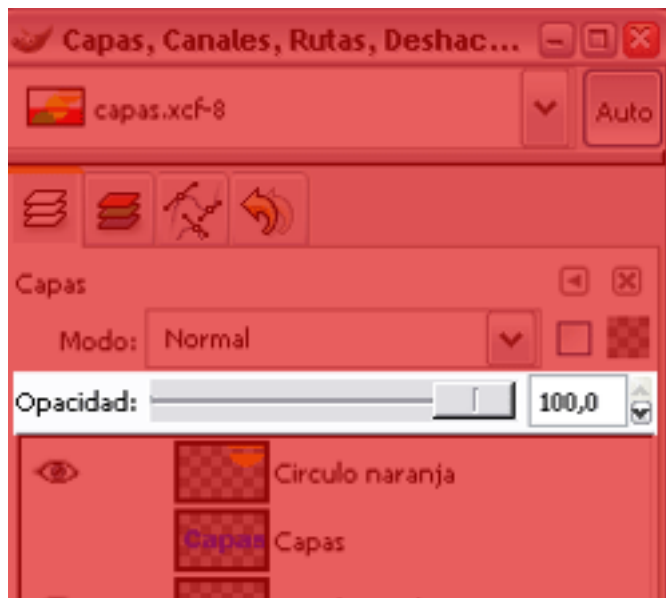 Capas, Canales, Rutas, Deshac...
capas.xcf-8
Auto
Capas
Modo: Normal
Opacidad: 100,0
Circulo naranja
Capas Capas